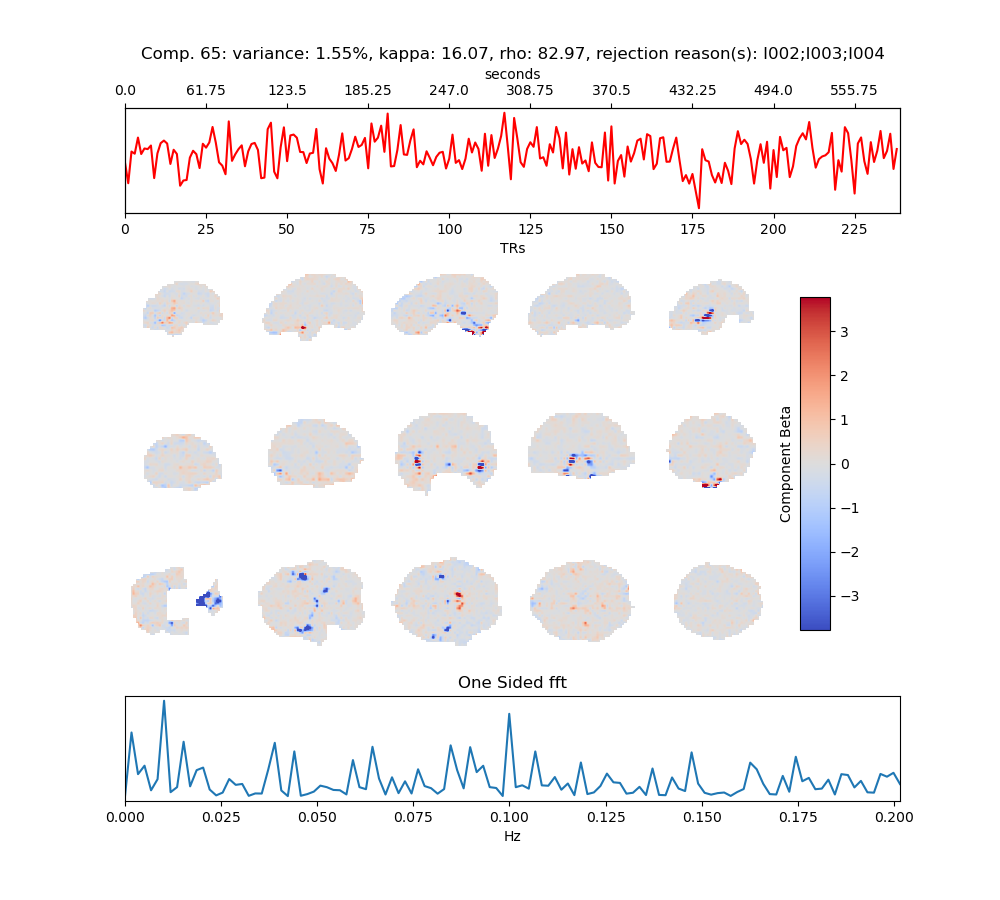 Comp. 65: variance: 1.55%, kappa: 16.07, rho: 82.97, rejection reason(s): I002;I003;I004
seconds
0.0 61.75 123.5 185.25 247.0 308.75 370.5 432.25 494.0 555.75
0 25 50 75 100 125 150 175 200 225
TRs
3
2
1
0
−1
−2
−3
Component Beta
One Sided fft
0.000 0.025 0.050 0.075 0.100 0.125 0.150 0.175 0.200
Hz